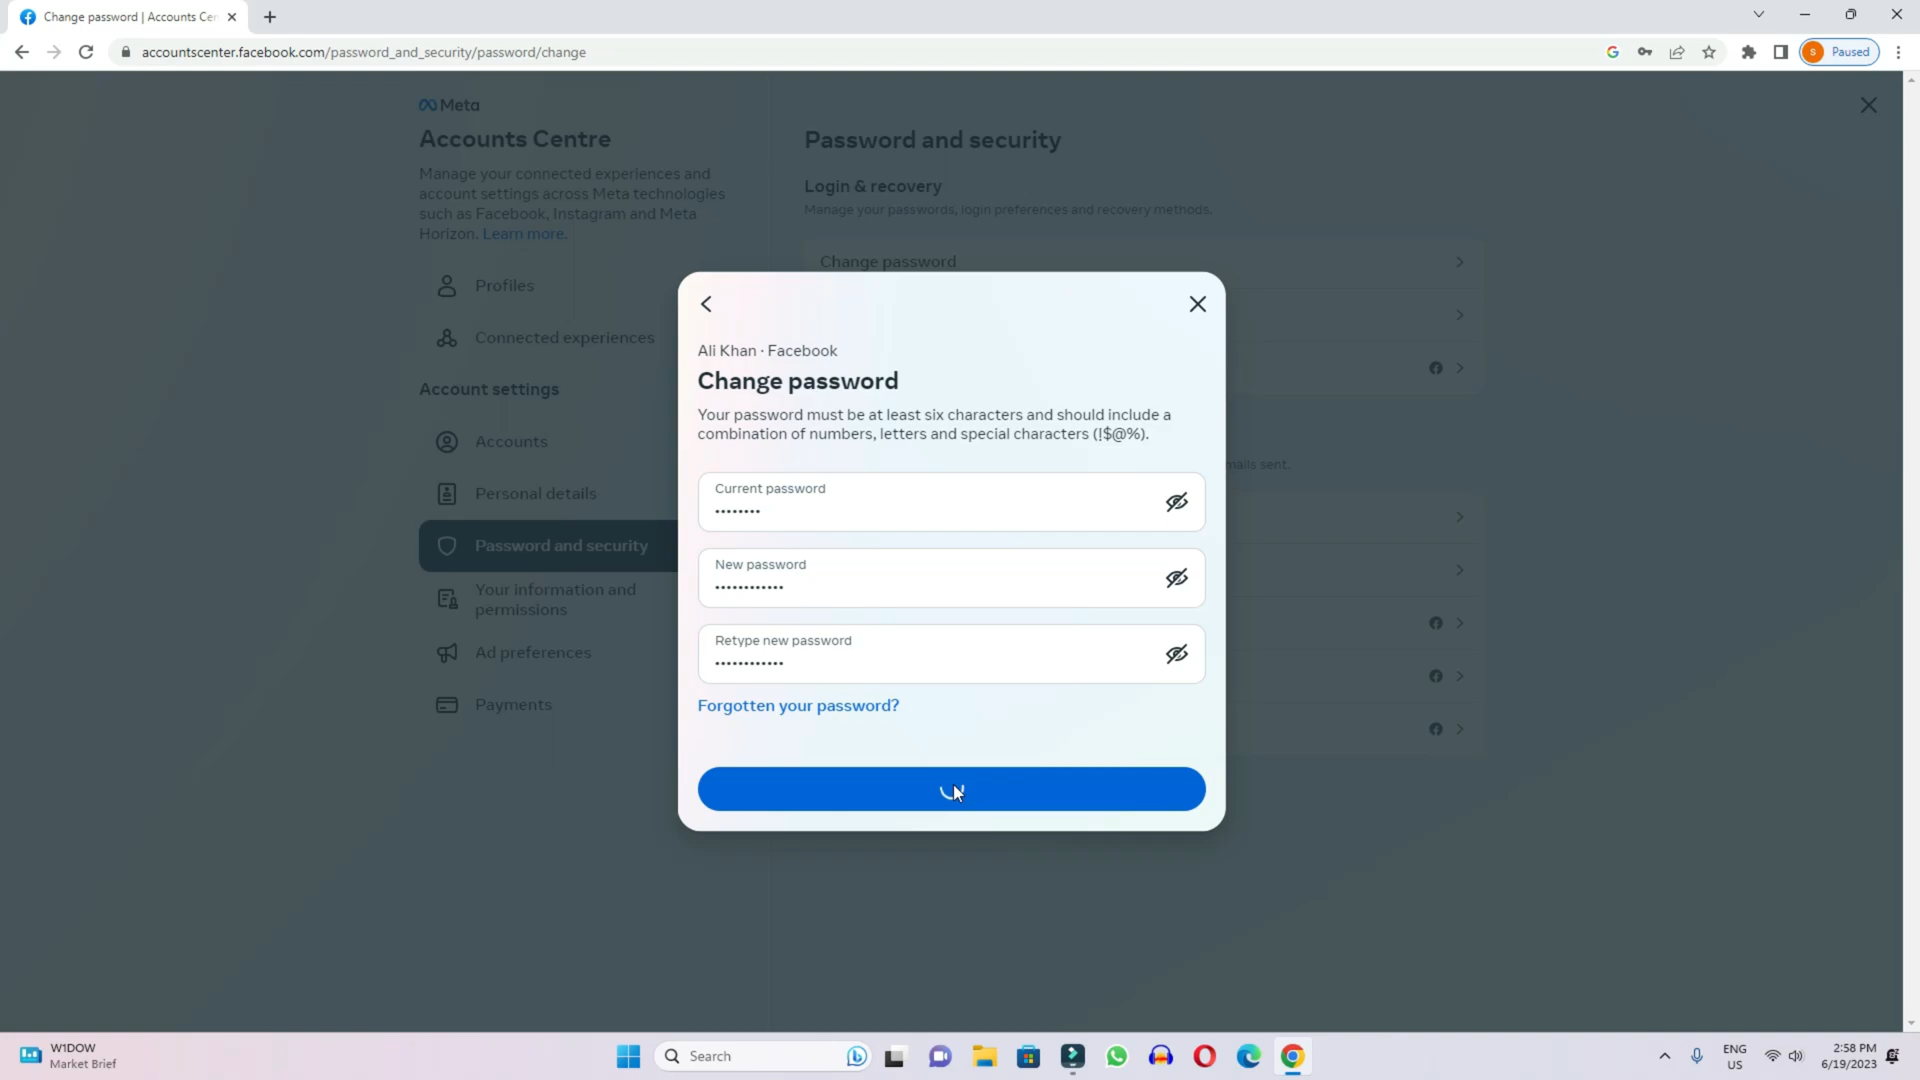 Change password | Accounts Cen
accountscenter.facebook.com/password_and_security/password/change
S
Paused
Meta
Accounts Centre
Manage your connected experiences and
account settings across Meta technologies
such as Facebook, Instagram and Meta
Horizon. Learn more.
Profiles
Connected experiences
Account settings
Accounts
Personal details
Password and security
Your information and
permissions
Ad preferences
Payments
Password and security
Login & recovery
Manage your passwords, login preferences and recovery methods.
Change password
mails sent.
Ali Khan · Facebook
Change password
Your password must be at least six characters and should include a
combination of numbers, letters and special characters (!$@%).
Current password
••••••••
New password
••••••••••••
Retype new password
••••••••••••
Forgotten your password?
W1DOW
Market Brief
Search
ENG
US
2:58 PM
6/19/2023